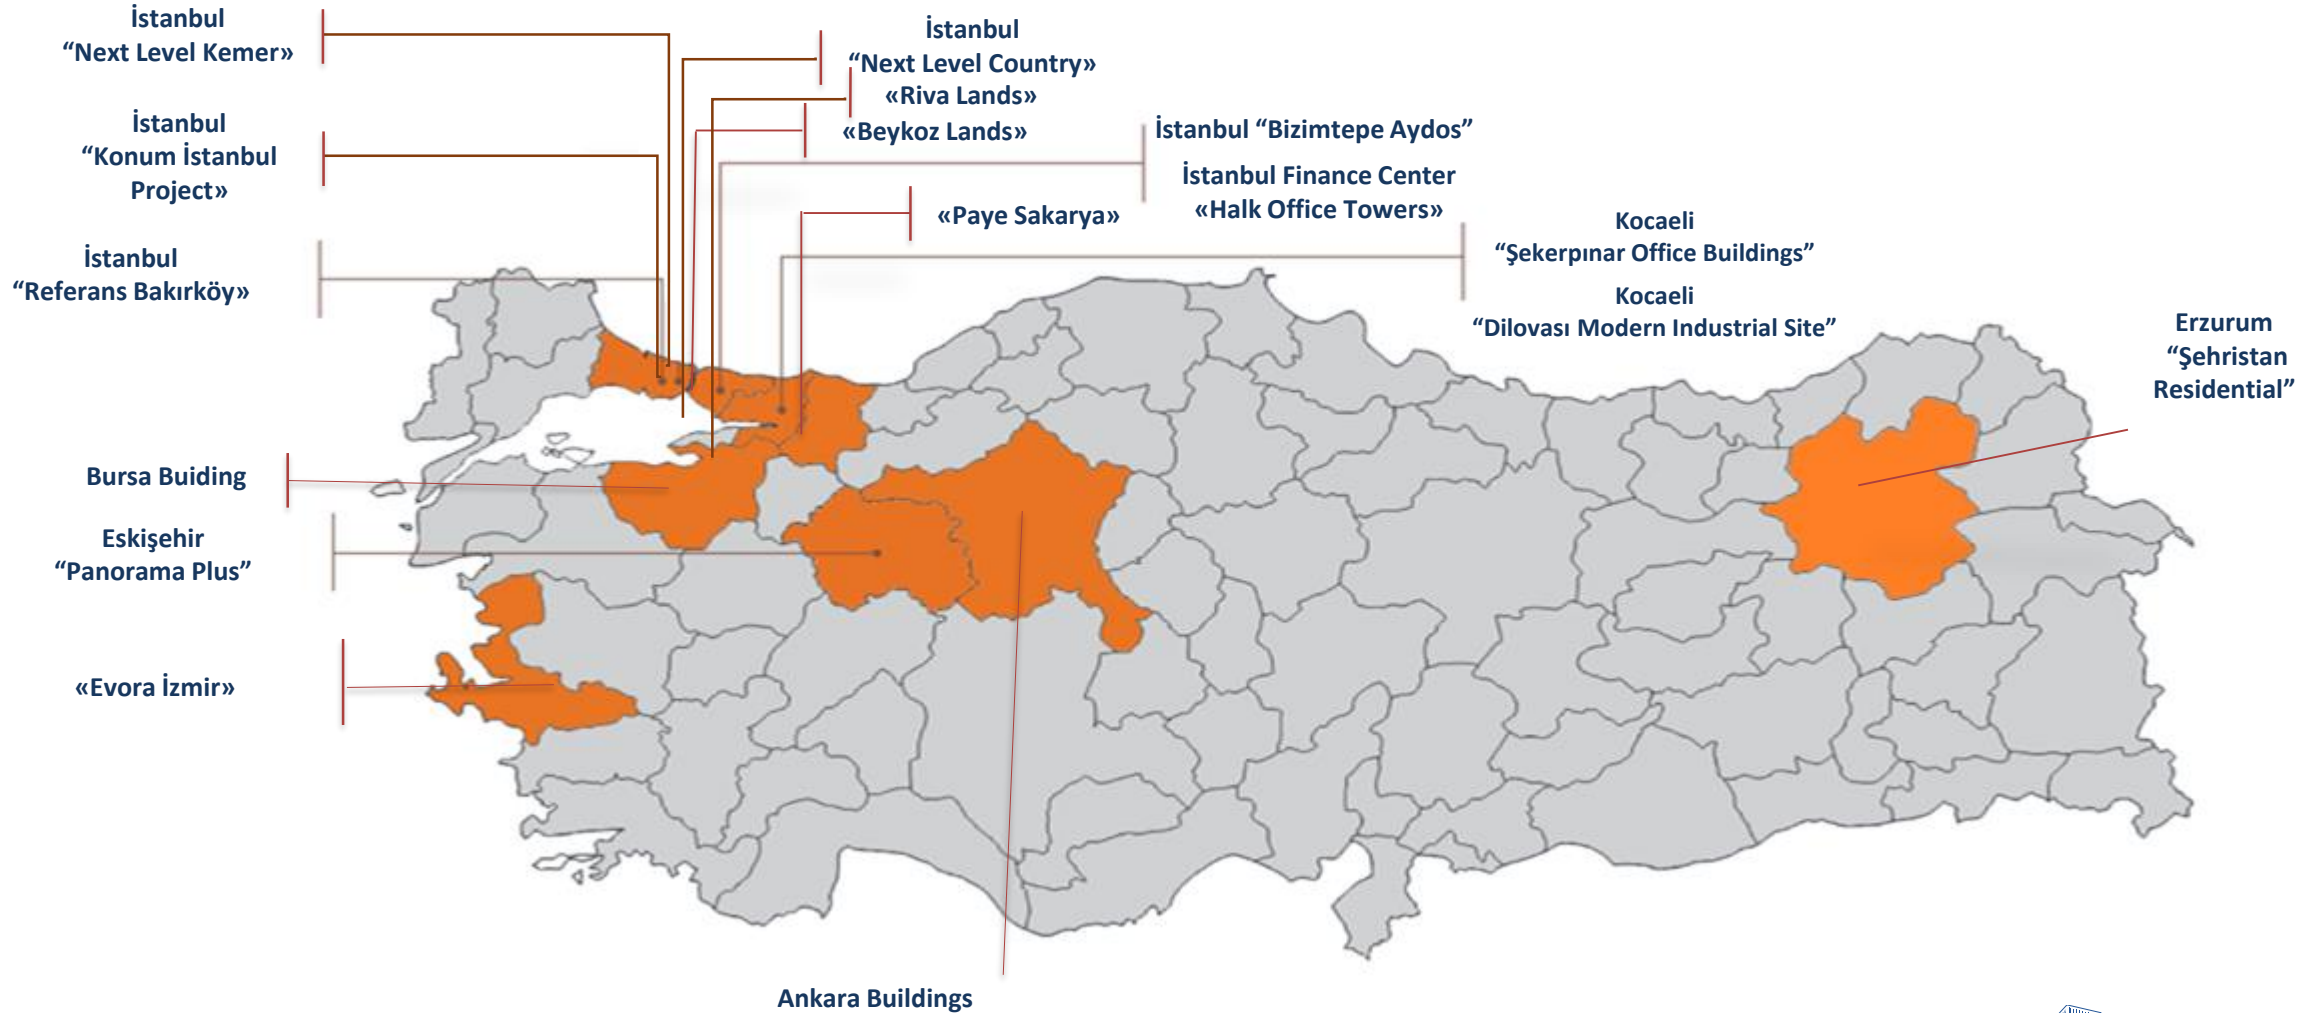 İstanbul
“Next Level Kemer»
İstanbul
“Next Level Country»
«Riva Lands»
«Beykoz Lands»
İstanbul
“Konum İstanbul
Project»
İstanbul “Bizimtepe Aydos”
İstanbul Finance Center
«Halk Office Towers»
«Paye Sakarya»
Kocaeli
“Şekerpınar Office Buildings”
Kocaeli
“Dilovası Modern Industrial Site”
İstanbul
“Referans Bakırköy»
Erzurum
“Şehristan
Residential”
Bursa Buiding
Eskişehir
“Panorama Plus”
«Evora İzmir»
Ankara Buildings